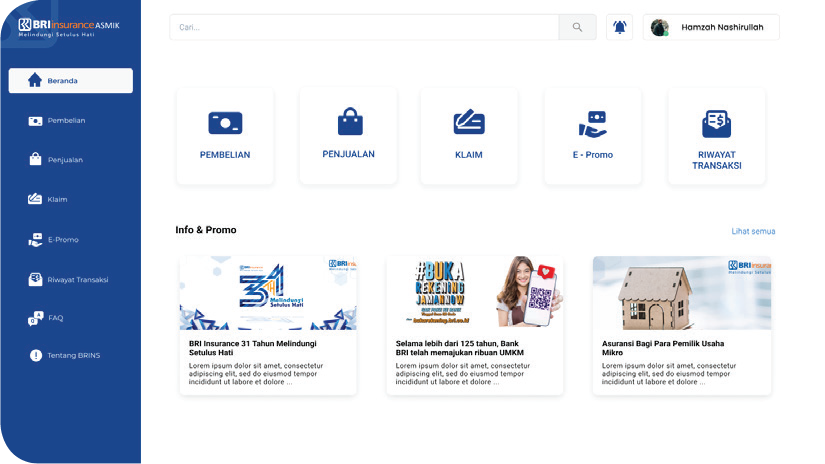 BRI insurance ASMIK
Melindungi Setulus Hati
Beranda
Pembelian
Penjualan
Klaim
E-Promo
Riwayat Transaksi
FAQ
Tentang BRINS
Cari...
Hamzah Nashirullah
PEMBELIAN
PENJUALAN
KLAIM
E - Promo
RIWAYAT
TRANSAKSI
Info & Promo
Lihat semua
31
Melindungi
Setulus Hati
BRI Insurance 31 Tahun Melindungi
Setulus Hati
Lorem ipsum dolor sit amet, consectetur
adipiscing elit, sed do eiusmod tempor
incididunt ut labore et dolore ...
#BUKA
REKENING
JAMANNOW
bukarekening.bri.co.id
Selama lebih dari 125 tahun, Bank
BRI telah memajukan ribuan UMKM
Lorem ipsum dolor sit amet, consectetur
adipiscing elit, sed do eiusmod tempor
incididunt ut labore et dolore ...
BRI insuran
Melindungi Setulus
Asuransi Bagi Para Pemilik Usaha
Mikro
Lorem ipsum dolor sit amet, consectetur
adipiscing elit, sed do eiusmod tempor
incididunt ut labore et dolore ...